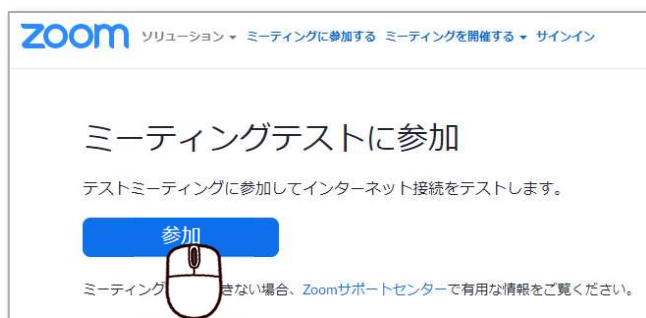 zoom ソリューション ミーティングに参加する ミーティングを開催する サインイン
ミーティングテストに参加
テストミーティングに参加してインターネット接続をテストします。
参加
ミーティング きない場合、Zoomサポートセンターで有用な情報をご覧ください。